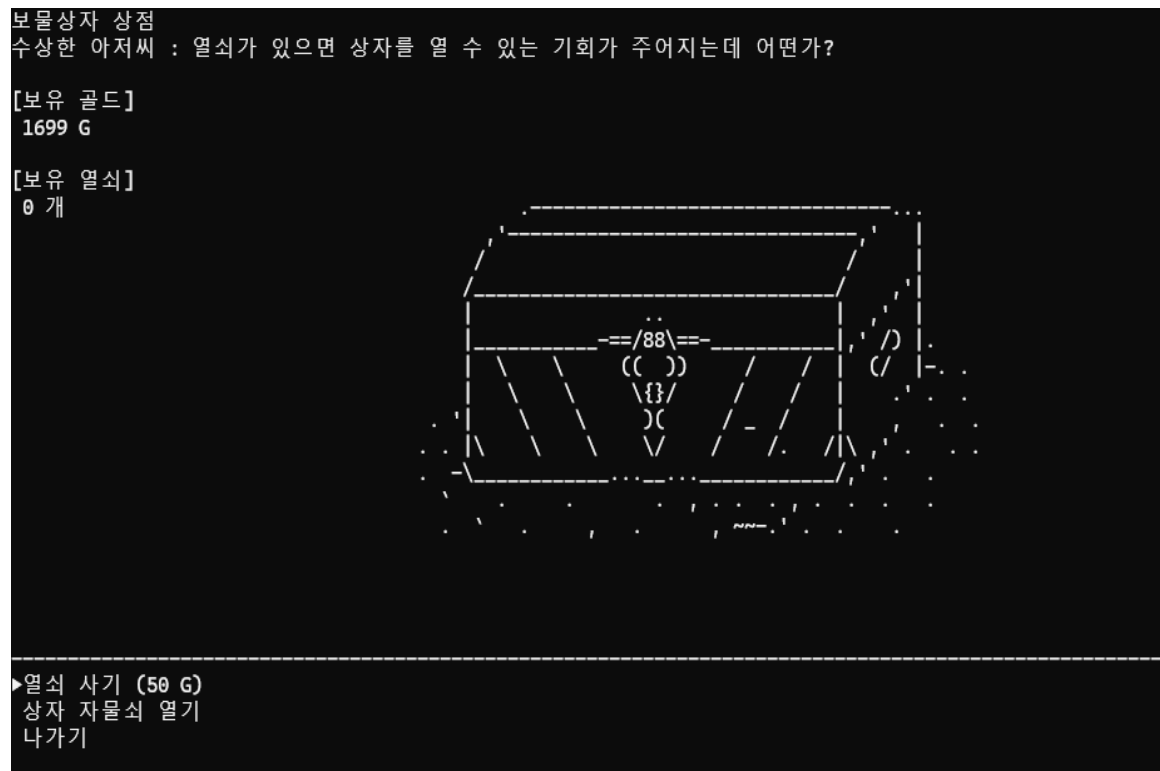 보물상자 상점
수상한 아저씨 : 열쇠가 있으면 상자를 열 수 있는 기회가 주어지는데 어떤가?
[보유 골드]
1699 G
[보유 열쇠]
0 개
▶열쇠 사기 (50 G)
상자 자물쇠 열기
나가기